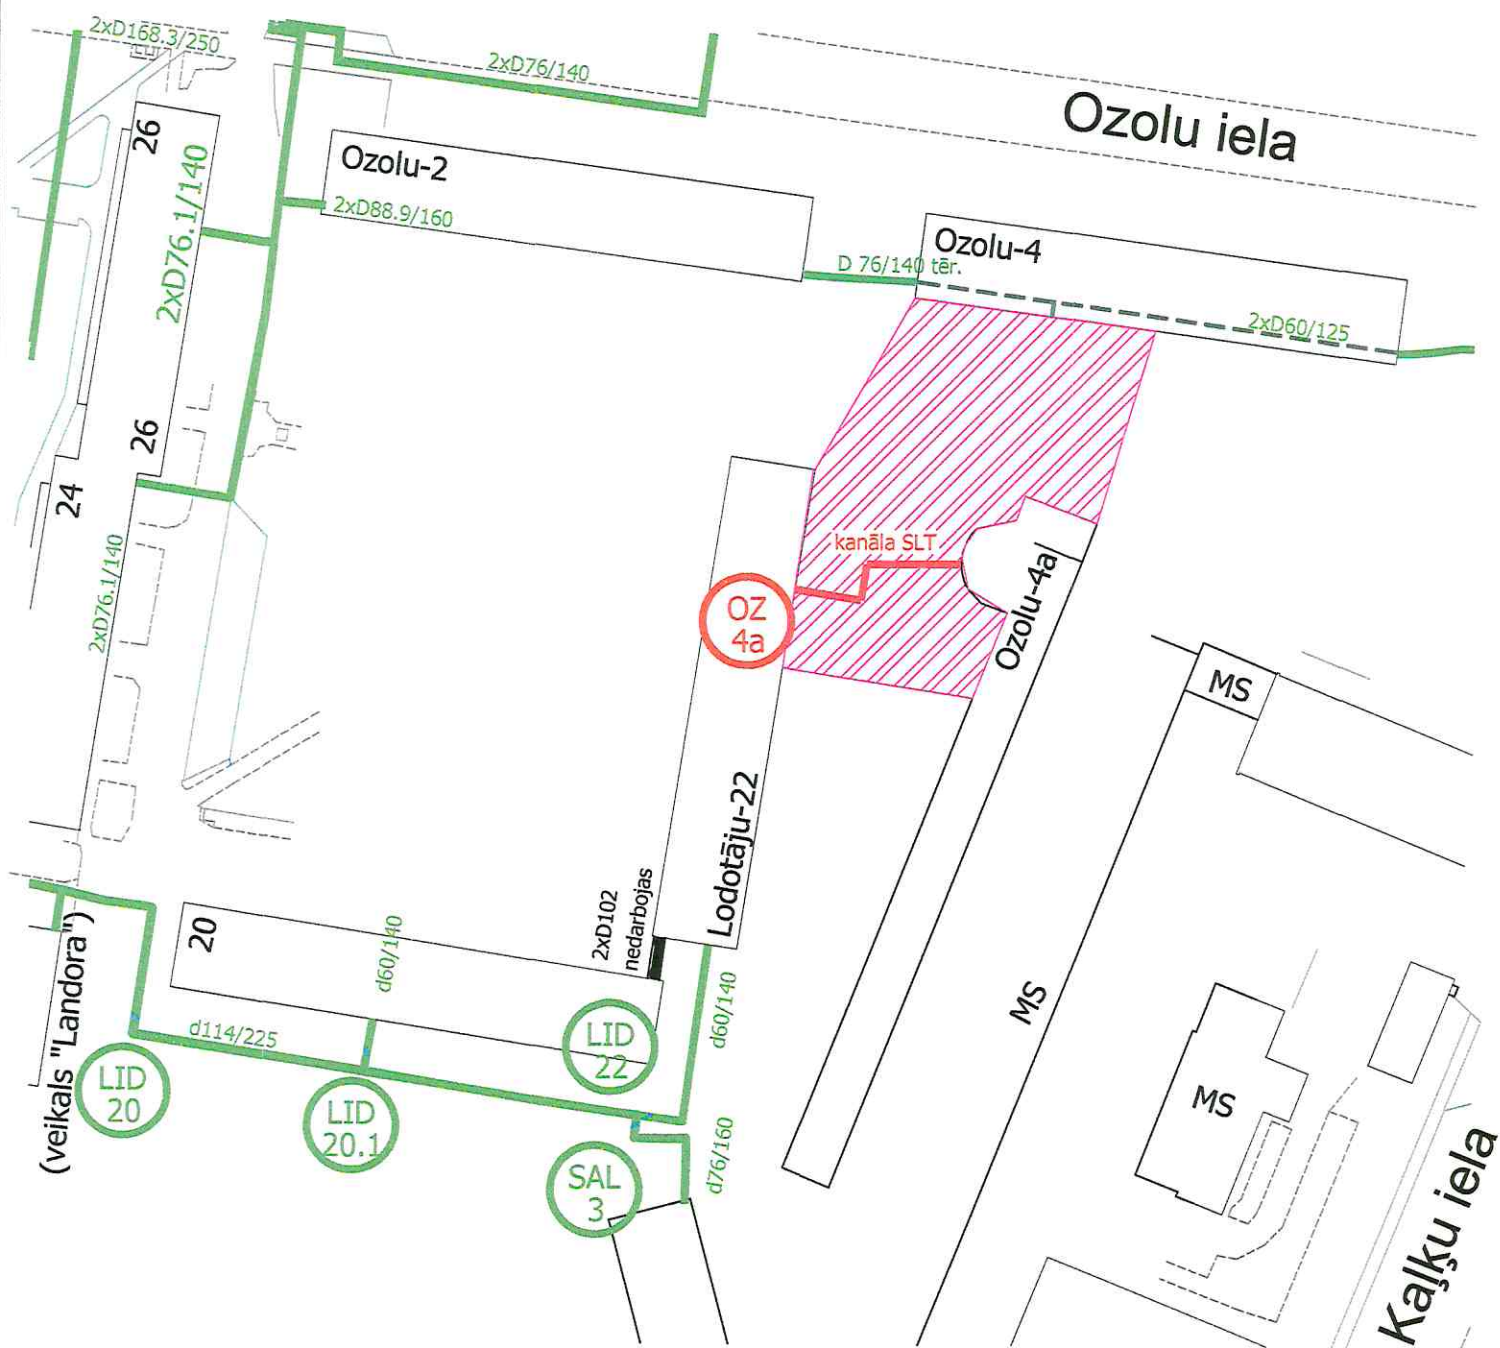 2xD168.3/250
2xD76/140
Ozolu iela
26
2xD76.1/140
Ozolu-2
2xD88.9/160
Ozolu-4
D 76/140 tēr.
2xD60/125
26
24
2xD76.1/140
kanāla SLT
OZ
4a
Ozolu-4a
MS
Lodotāju-22
2xD102
nedarbojas
20
d60/140
(veikals "Landora")
d114/225
LID
22
d60/140
MS
LID
20
LID
20.1
MS
SAL
3
d76/160
Kaļķu iela